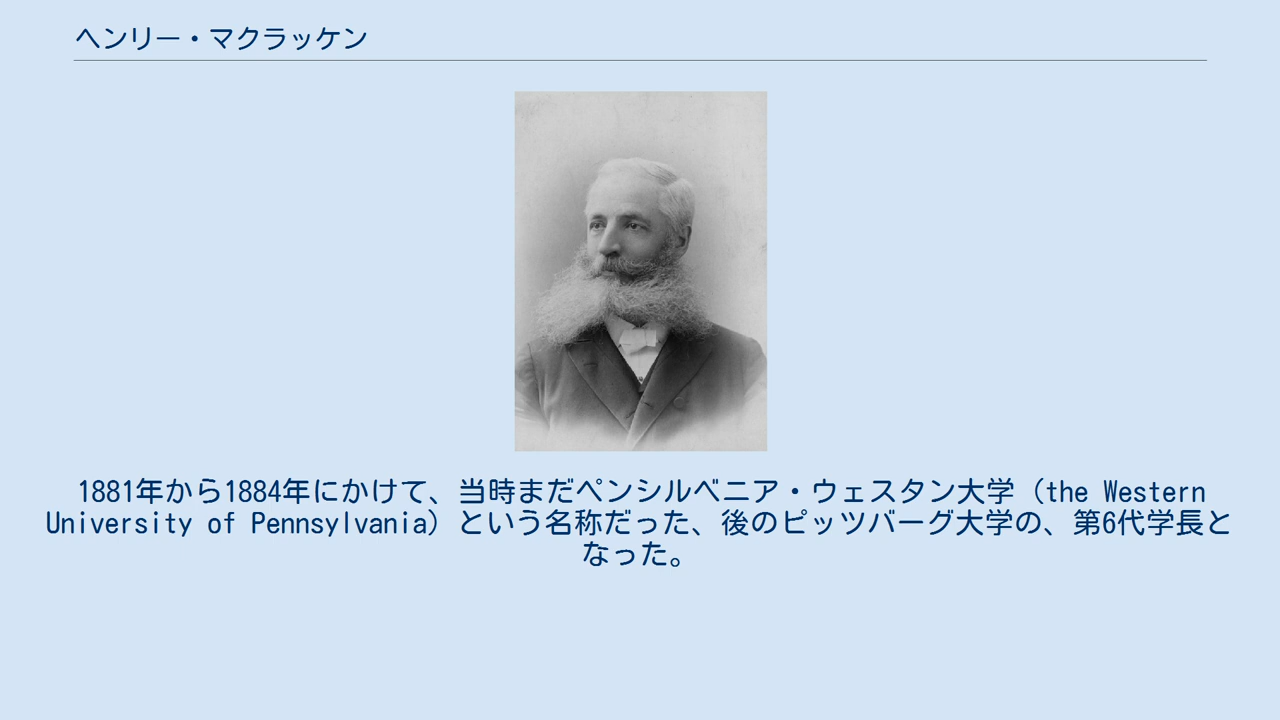 ヘンリー・マクラッケン
1881年から1884年にかけて、当時まだペンシルベニア・ウェスタン大学（the Western
University of Pennsylvania）という名称だった、後のピッツバーグ大学の、第6代学長と
なった。